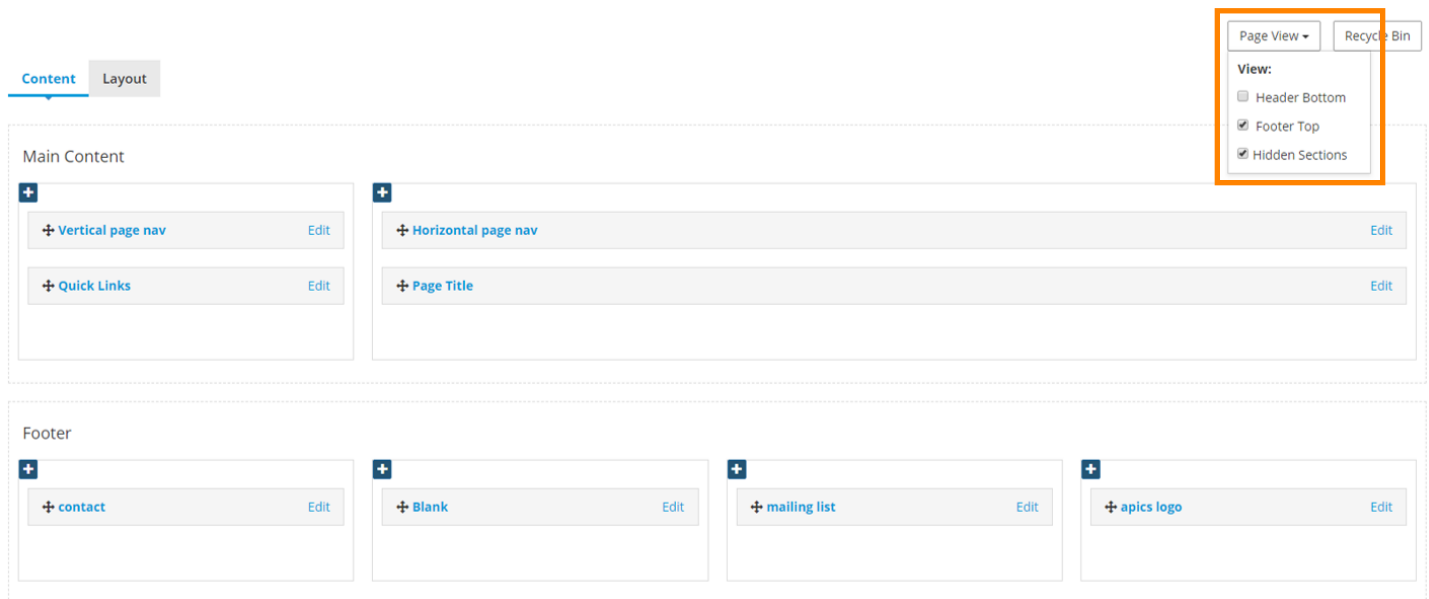 Page View Recycle Bin
Content Layout
View:
Header Bottom
Footer Top
Hidden Sections
Main Content
Vertical page nav Edit Horizontal page nav Edit
Quick Links Edit Page Title Edit
Footer
contact Edit Blank Edit mailing list Edit apics logo Edit